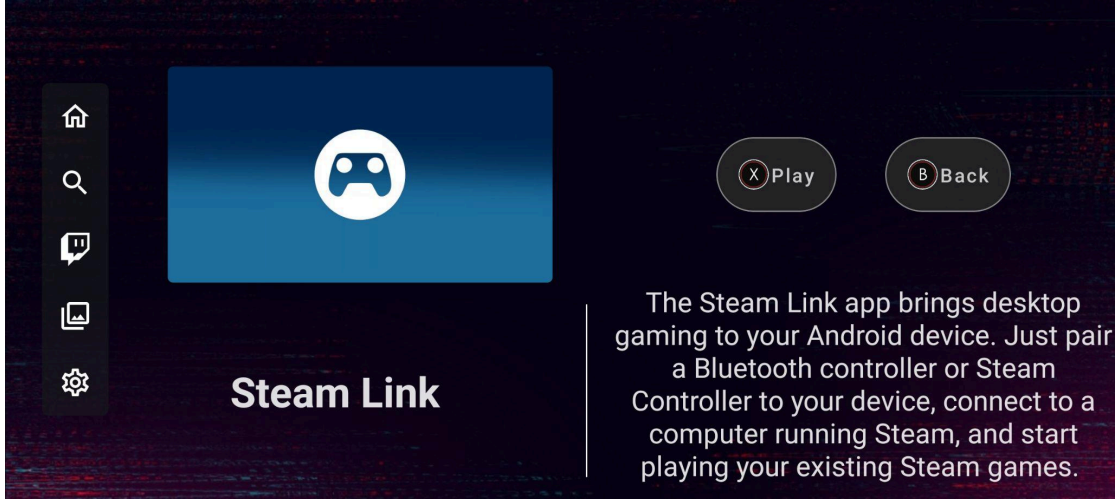 X Play
B Back
Steam Link
The Steam Link app brings desktop
gaming to your Android device. Just pair
a Bluetooth controller or Steam
Controller to your device, connect to a
computer running Steam, and start
playing your existing Steam games.